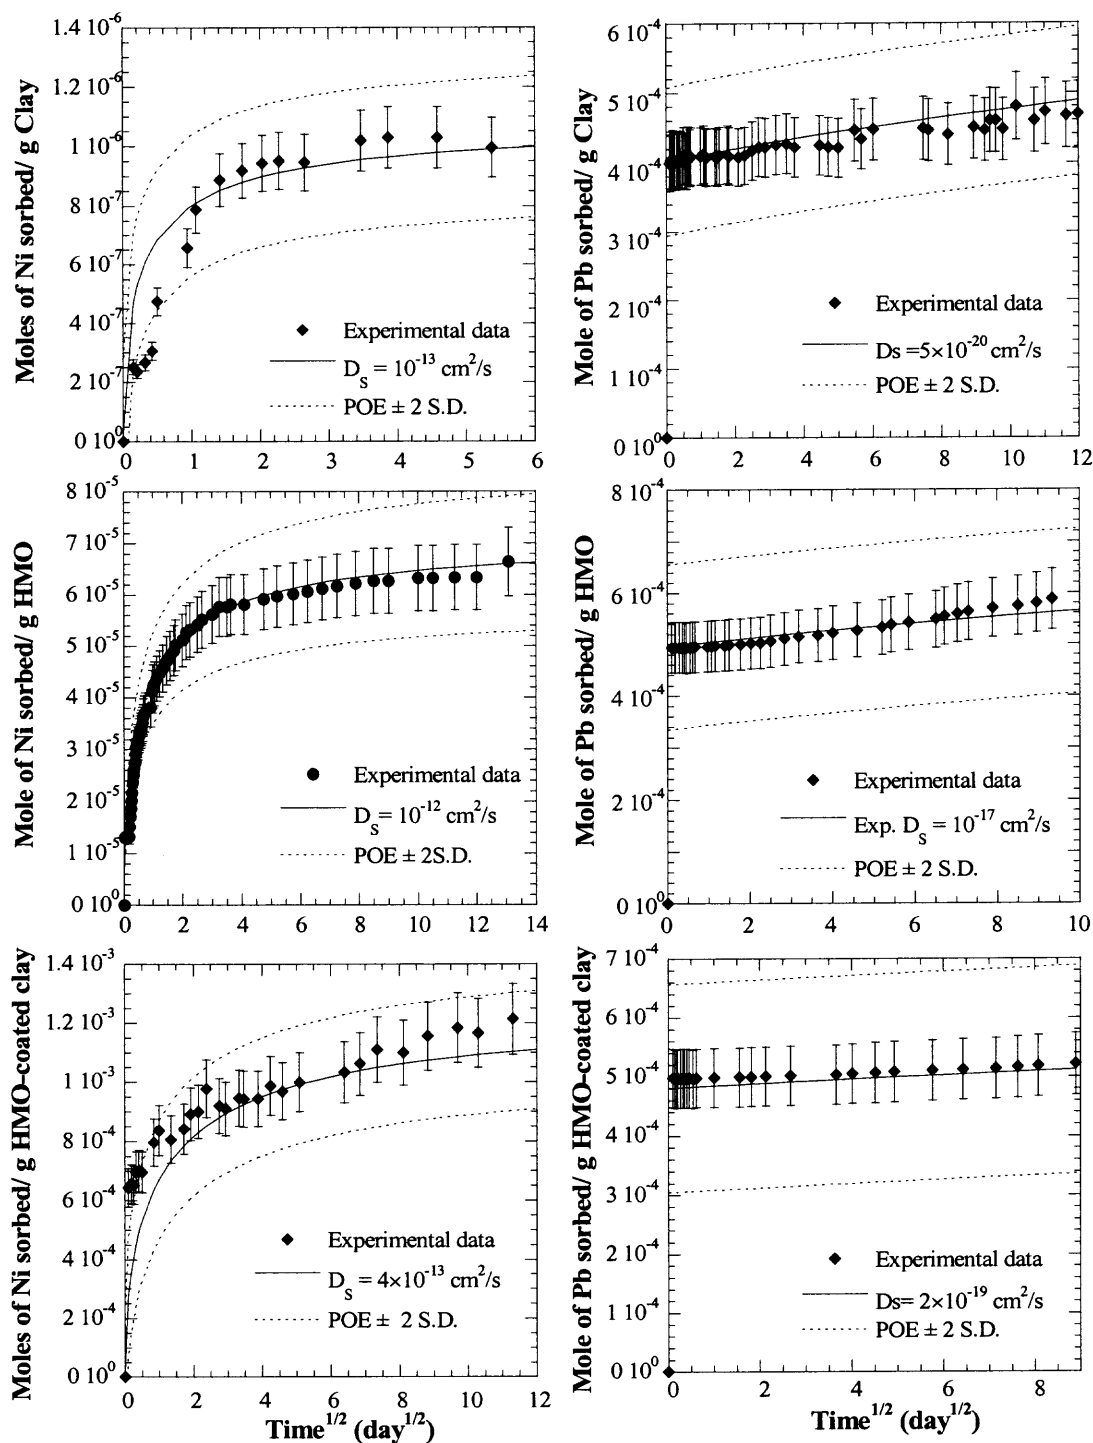 Moles of Ni sorbed/ g Clay
1.4 10⁻⁶
1.2 10⁻⁶
1 10⁻⁶
8 10⁻⁷
6 10⁻⁷
4 10⁻⁷
2 10⁻⁷
0 10⁰
Experimental data
D_S = 10⁻¹³ cm²/s
POE ± 2 S.D.
0 1 2 3 4 5 6
Mole of Pb sorbed/ g Clay
6 10⁻⁴
5 10⁻⁴
4 10⁻⁴
3 10⁻⁴
2 10⁻⁴
1 10⁻⁴
0 10⁰
Experimental data
Ds =5×10⁻²⁰ cm²/s
POE ± 2 S.D.
0 2 4 6 8 10 12
Mole of Ni sorbed/ g HMO
8 10⁻⁵
7 10⁻⁵
6 10⁻⁵
5 10⁻⁵
4 10⁻⁵
3 10⁻⁵
2 10⁻⁵
1 10⁻⁵
0 10⁰
Experimental data
D_S = 10⁻¹² cm²/s
POE ± 2S.D.
0 2 4 6 8 10 12 14
Mole of Pb sorbed/ g HMO
8 10⁻⁴
6 10⁻⁴
4 10⁻⁴
2 10⁻⁴
0 10⁰
Experimental data
Exp. D_S = 10⁻¹⁷ cm²/s
POE ± 2 S.D.
0 2 4 6 8 10
Moles of Ni sorbed/ g HMO-coated clay
1.4 10⁻³
1.2 10⁻³
1 10⁻³
8 10⁻⁴
6 10⁻⁴
4 10⁻⁴
2 10⁻⁴
0 10⁰
Experimental data
D_S = 4×10⁻¹³ cm²/s
POE ± 2 S.D.
0 2 4 6 8 10 12
Time^1/2 (day^1/2)
Mole of Pb sorbed/ g HMO-coated clay
7 10⁻⁴
6 10⁻⁴
5 10⁻⁴
4 10⁻⁴
3 10⁻⁴
2 10⁻⁴
1 10⁻⁴
0 10⁰
Experimental data
Ds= 2×10⁻¹⁹ cm²/s
POE ± 2 S.D.
0 2 4 6 8
Time^1/2 (day^1/2)